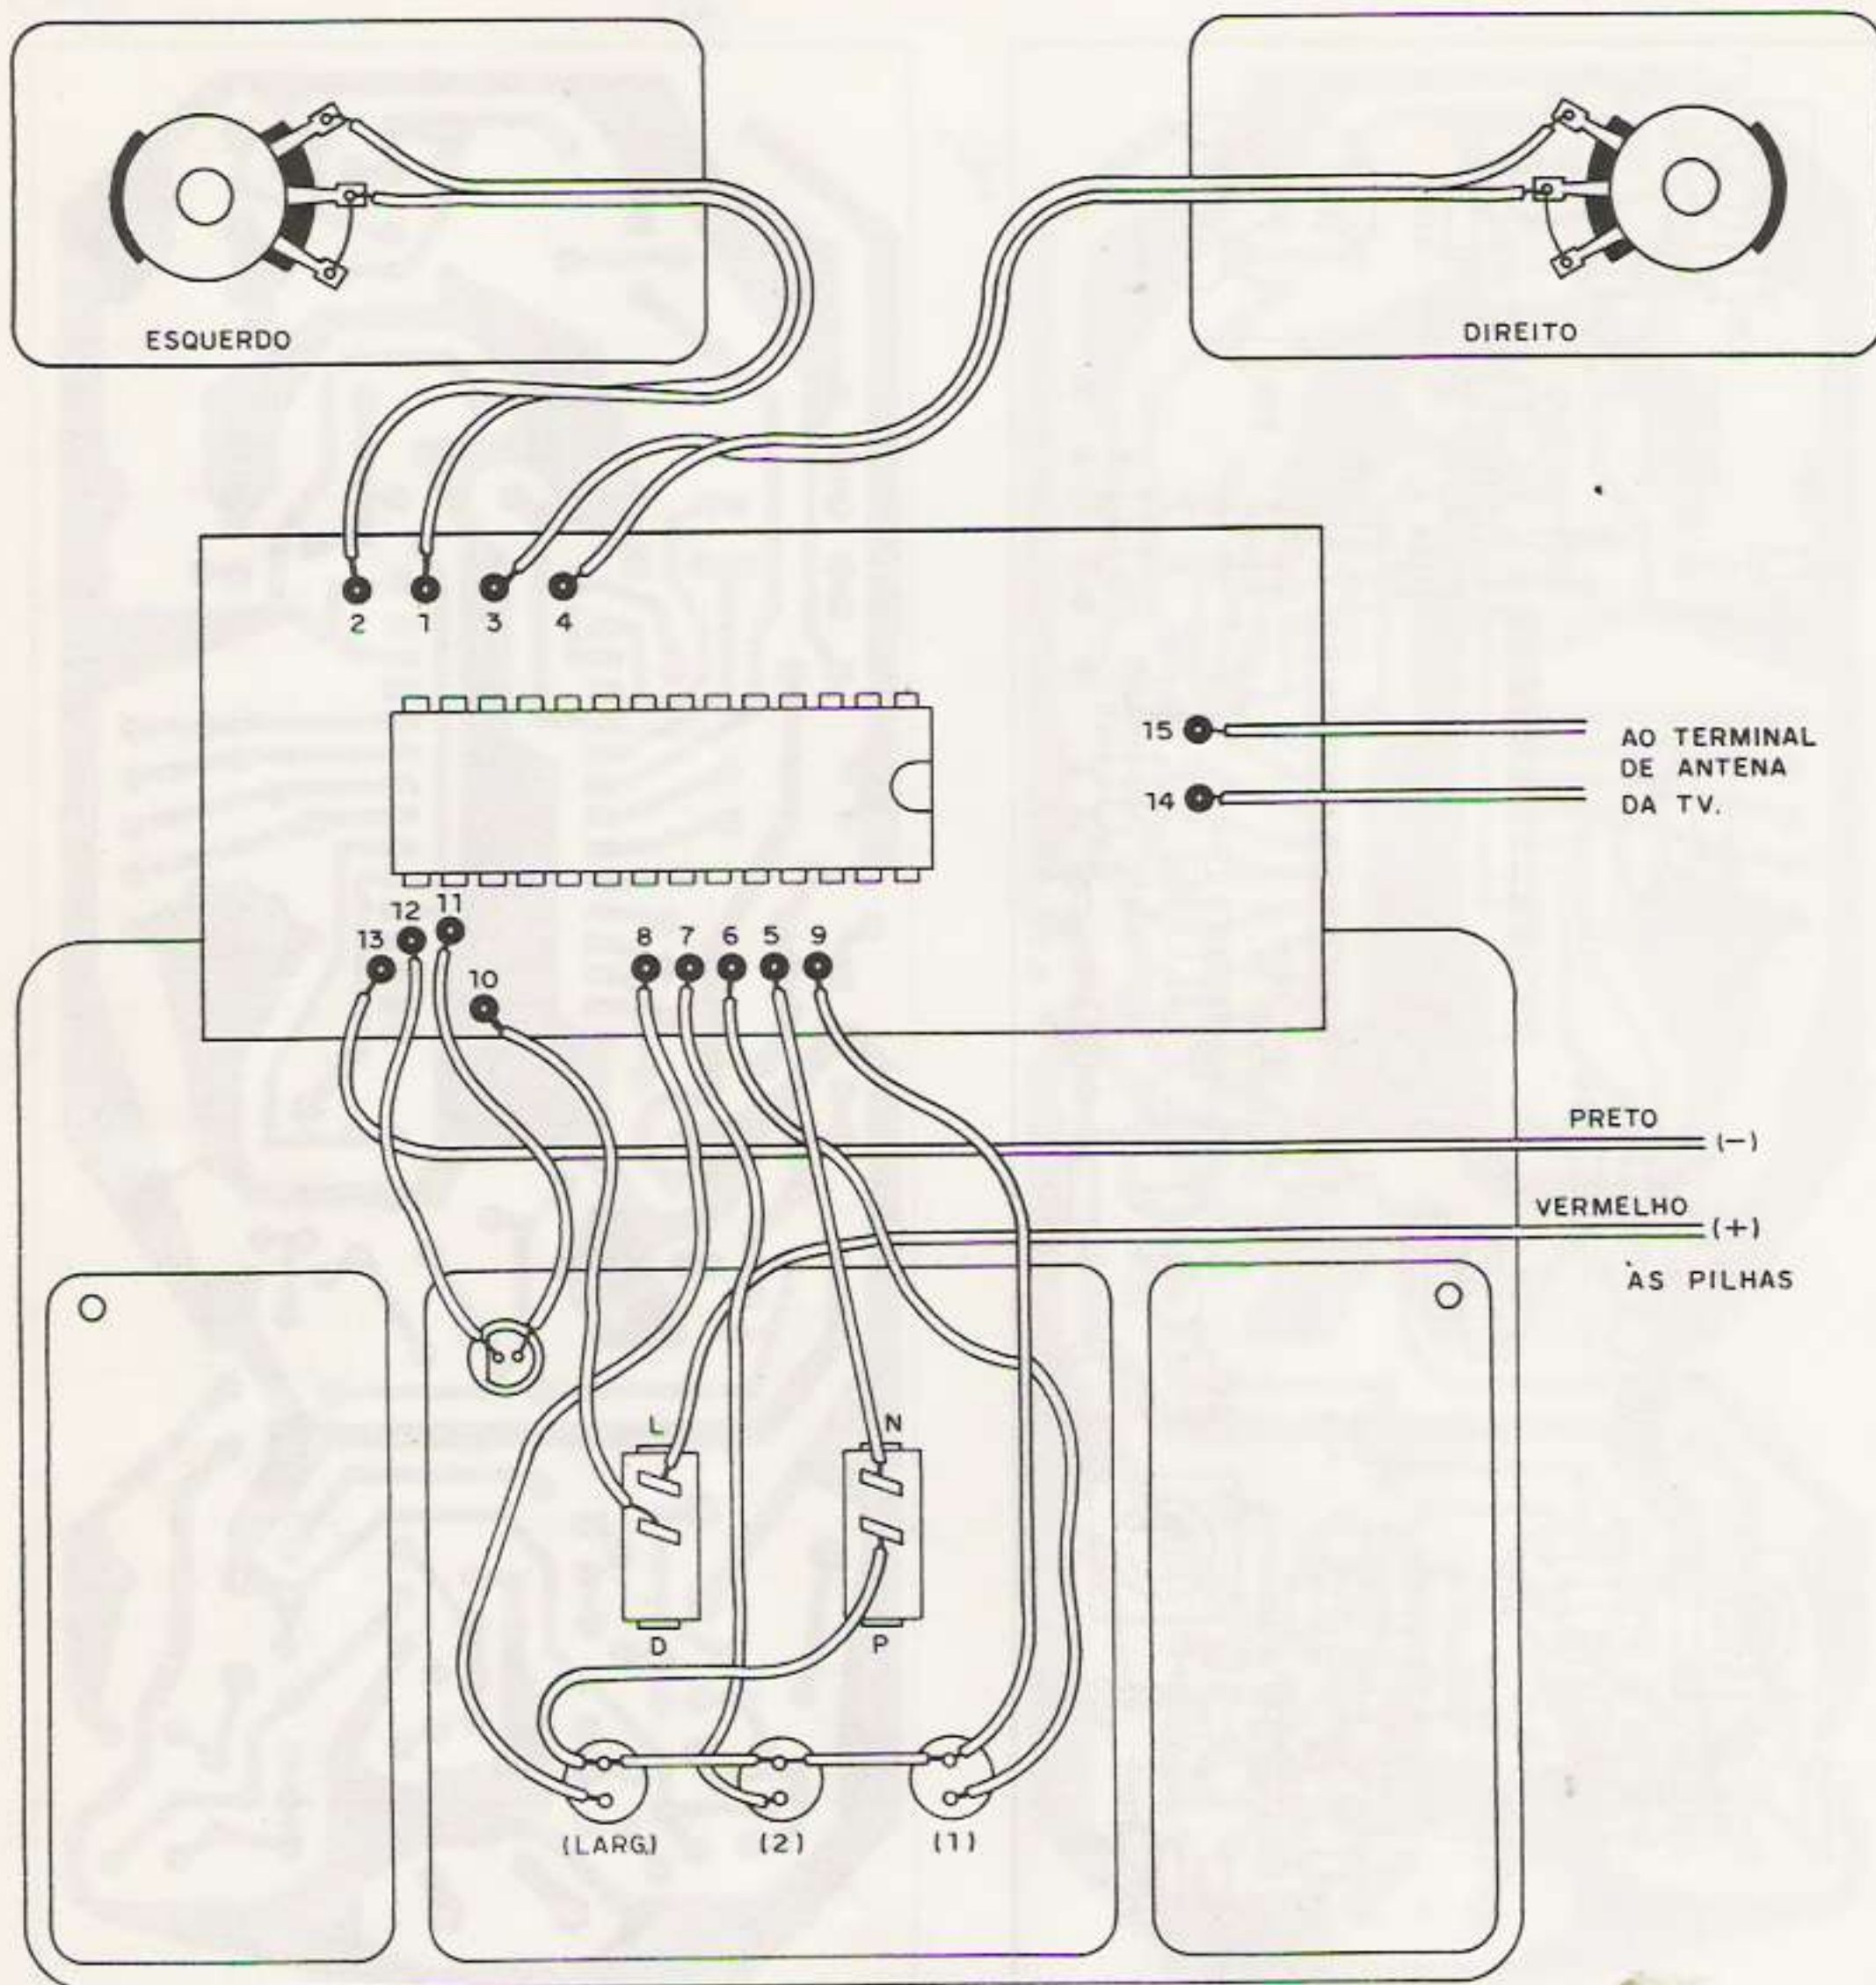 ESQUERDO
DIREITO
2 1 3 4
15
AO TERMINAL
DE ANTENA
14
DA TV.
12 11
13
8 7 6 5 9
10
PRETO
(—)
VERMELHO
(+)
AS PILHAS
L
N
D
P
(LARG.)
(2)
(1)